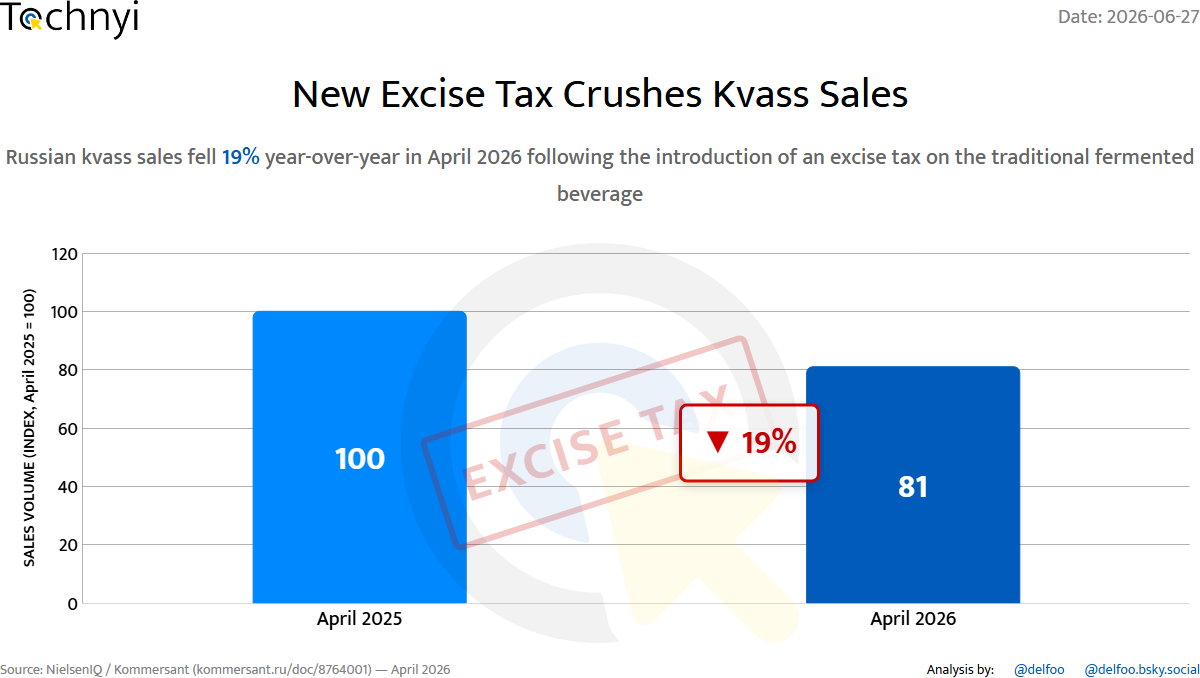 Tochnyi
Date: 2026-06-27
New Excise Tax Crushes Kvass Sales
Russian kvass sales fell 19% year-over-year in April 2026 following the introduction of an excise tax on the traditional fermented
beverage
SALES VOLUME (INDEX, April 2025 = 100)
120
100
80
60
40
20
0
100
EXCISE TAX
▼ 19%
81
April 2025
April 2026
Source: NielsenIQ / Kommersant (kommersant.ru/doc/8764001) — April 2026
Analysis by: @delfoo @delfoo.bsky.social